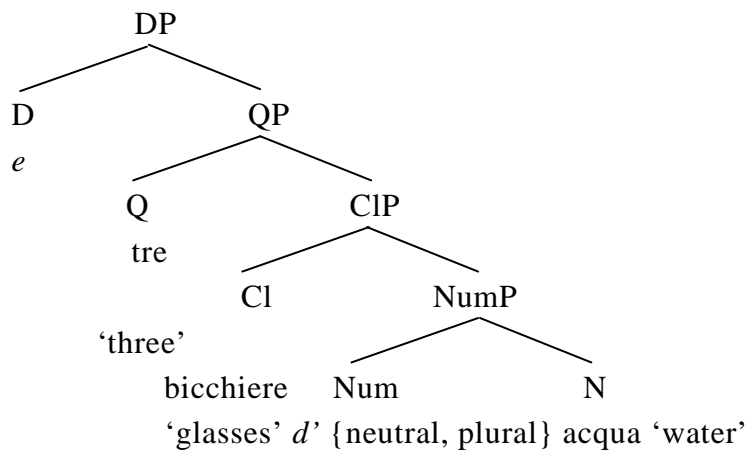 DP
D QP
e
Q ClP
tre
Cl NumP
‘three’
bicchiere Num N
‘glasses’ d’ {neutral, plural} acqua ‘water’